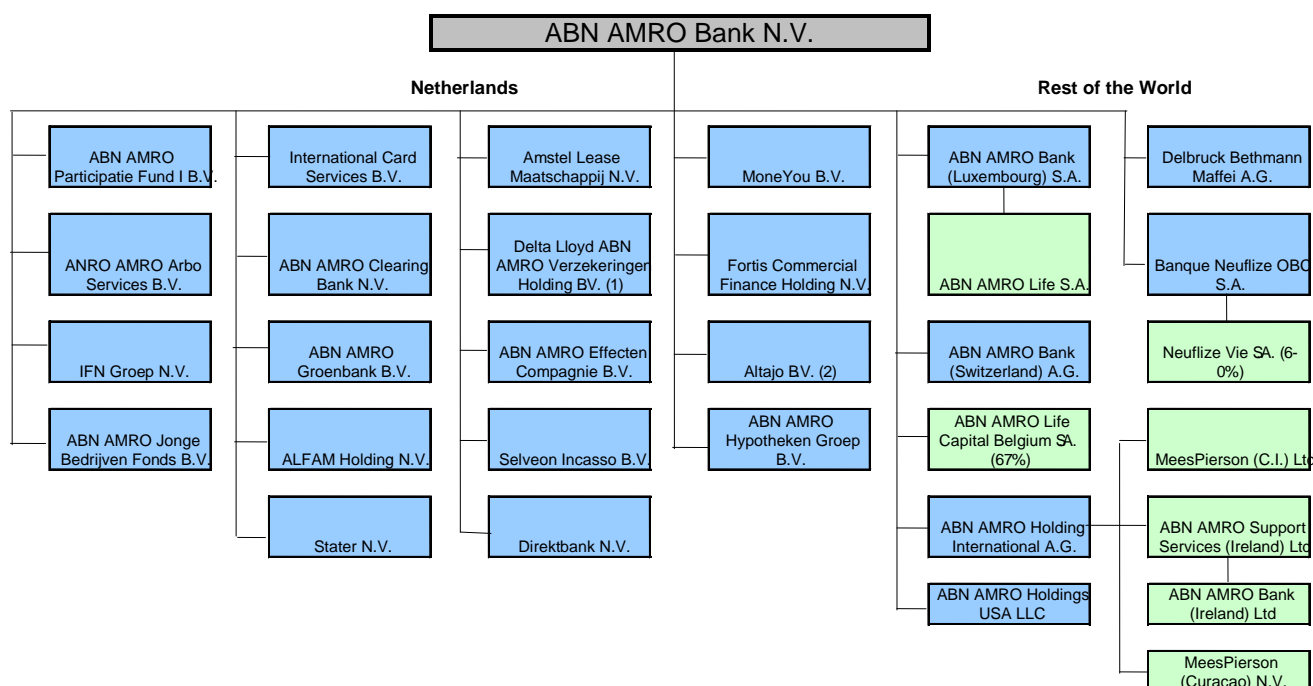 ABN AMRO Bank N.V.
Netherlands
Rest of the World
ABN AMRO
Participatie Fund I B.V.
ANRO AMRO Arbo
Services B.V.
IFN Groep N.V.
ABN AMRO Jonge
Bedrijven Fonds B.V.
International Card
Services B.V.
ABN AMRO Clearing
Bank N.V.
ABN AMRO
Groenbank B.V.
ALFAM Holding N.V.
Stater N.V.
Amstel Lease
Maatschappij N.V.
Delta Lloyd ABN
AMRO Verzekeringen
Holding BV. (1)
ABN AMRO Effecten
Compagnie B.V.
Selveon Incasso B.V.
Direktbank N.V.
MoneYou B.V.
Fortis Commercial
Finance Holding N.V.
Altajo B.V. (2)
ABN AMRO
Hypotheken Groep
B.V.
ABN AMRO Bank
(Luxembourg) S.A.
ABN AMRO Life S.A.
ABN AMRO Bank
(Switzerland) A.G.
ABN AMRO Life
Capital Belgium SA.
(67%)
ABN AMRO Holding
International A.G.
ABN AMRO Holdings
USA LLC
Delbruck Bethmann
Maffei A.G.
Banque Neuflize OBC
S.A.
Neuflize Vie SA. (6-
0%)
MeesPierson (C.I.) Ltd
ABN AMRO Support
Services (Ireland) Ltd
ABN AMRO Bank
(Ireland) Ltd
MeesPierson
(Curacao) N.V.